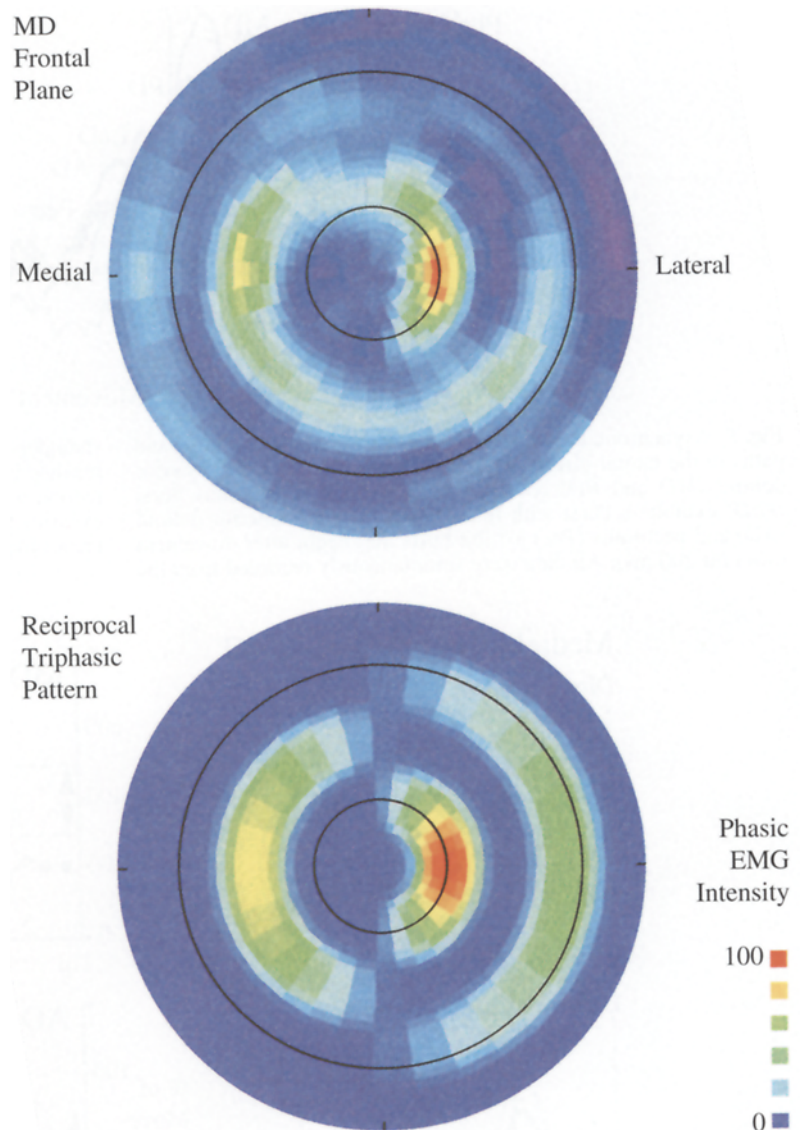 MD
Frontal
Plane
Medial
Lateral
Reciprocal
Triphasic
Pattern
Phasic
EMG
Intensity
100
0